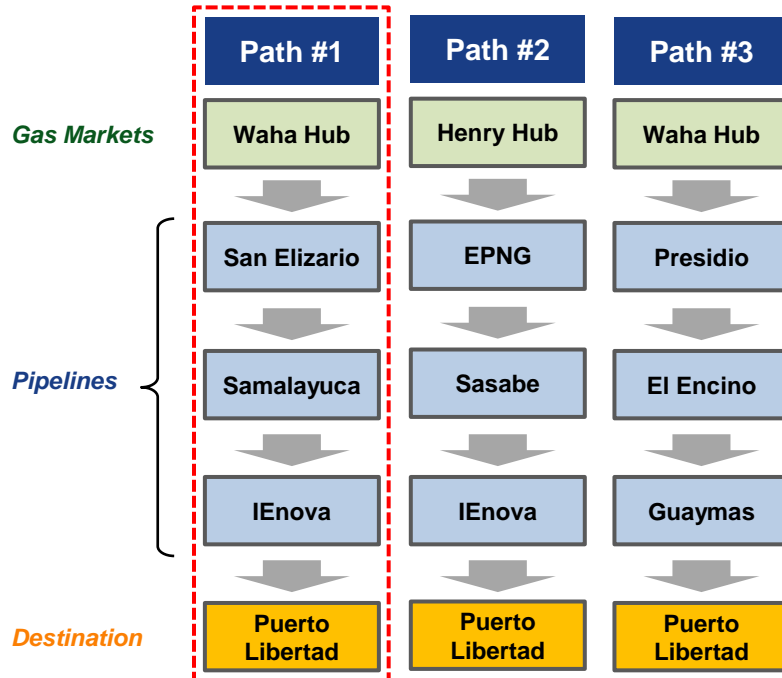 Path #1
Path #2
Path #3
Gas Markets
Waha Hub
Henry Hub
Waha Hub
San Elizario
EPNG
Presidio
Pipelines
Samalayuca
Sasabe
El Encino
IEnova
IEnova
Guaymas
Destination
Puerto
Libertad
Puerto
Libertad
Puerto
Libertad